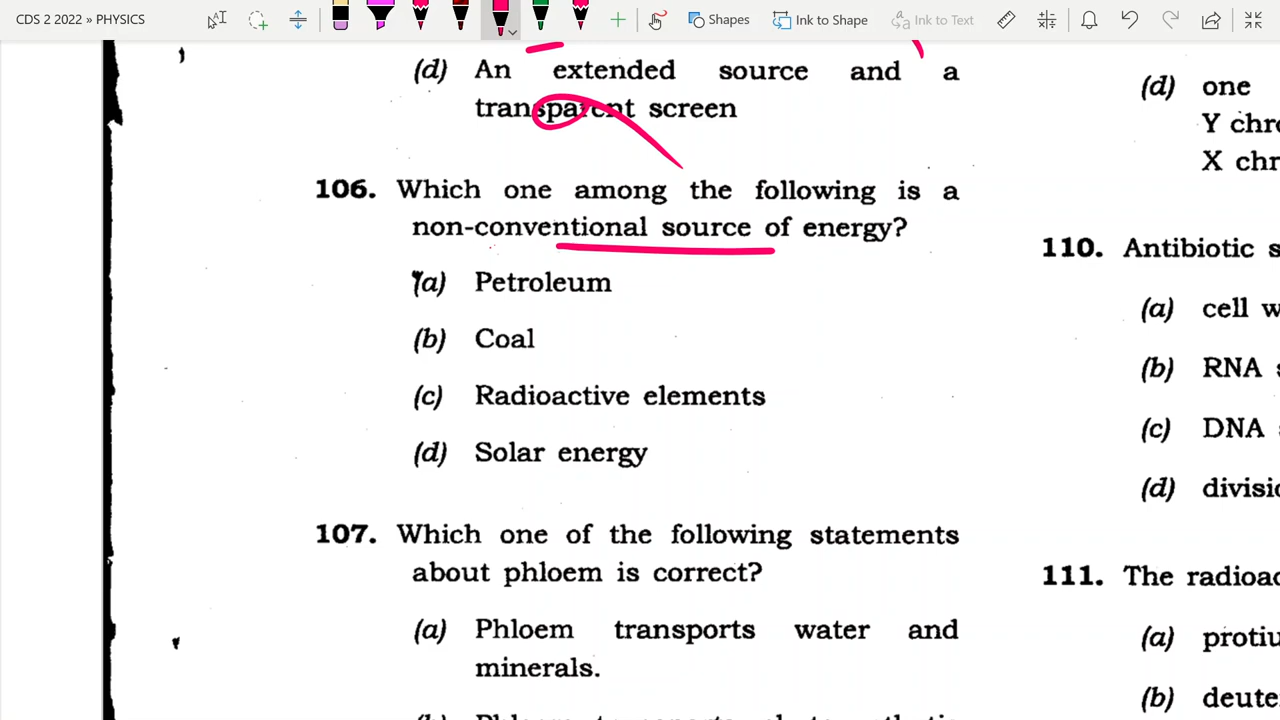 CDS 2 2022 » PHYSICS
Shapes
Ink to Shape
Ink to Text
(d) An extended source and a
transparent screen
106. Which one among the following is a
non-conventional source of energy?
(a) Petroleum
(b) Coal
(c) Radioactive elements
(d) Solar energy
107. Which one of the following statements
about phloem is correct?
(a) Phloem transports water and
minerals.
(d) one
Y chr
X chr
110. Antibiotic s
(a) cell w
(b) RNA s
(c) DNA
(d) divisi
111. The radioac
(a) protiu
(b) deute